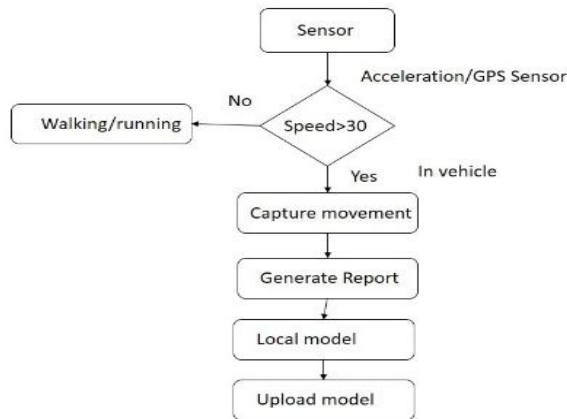 Sensor
Acceleration/GPS Sensor
No
Walking/running
Speed>30
Yes
In vehicle
Capture movement
Generate Report
Local model
Upload model